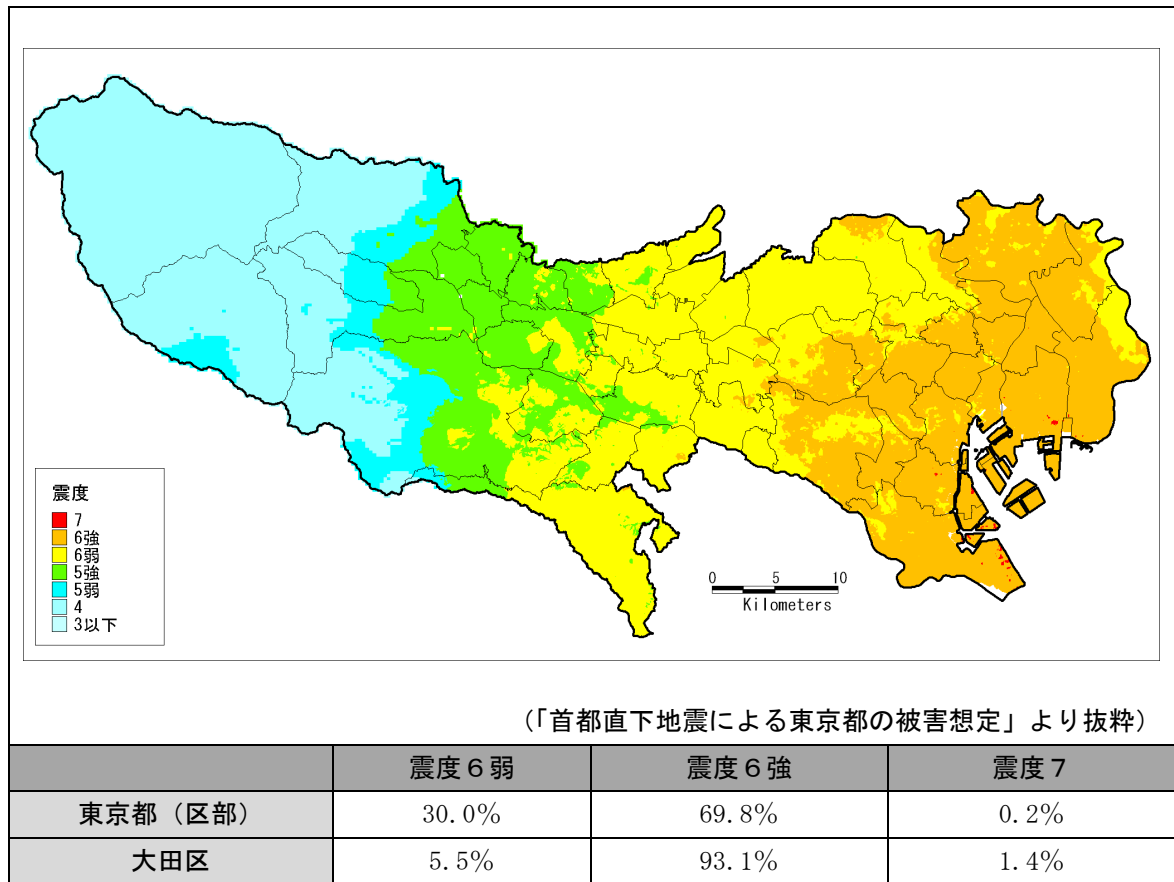 震度
7
6強
6弱
5強
5弱
4
3以下
0 5 10
Kilometers
（「首都直下地震による東京都の被害想定」より抜粋）
震度６弱 震度６強 震度７
東京都（区部） 30.0% 69.8% 0.2%
大田区 5.5% 93.1% 1.4%